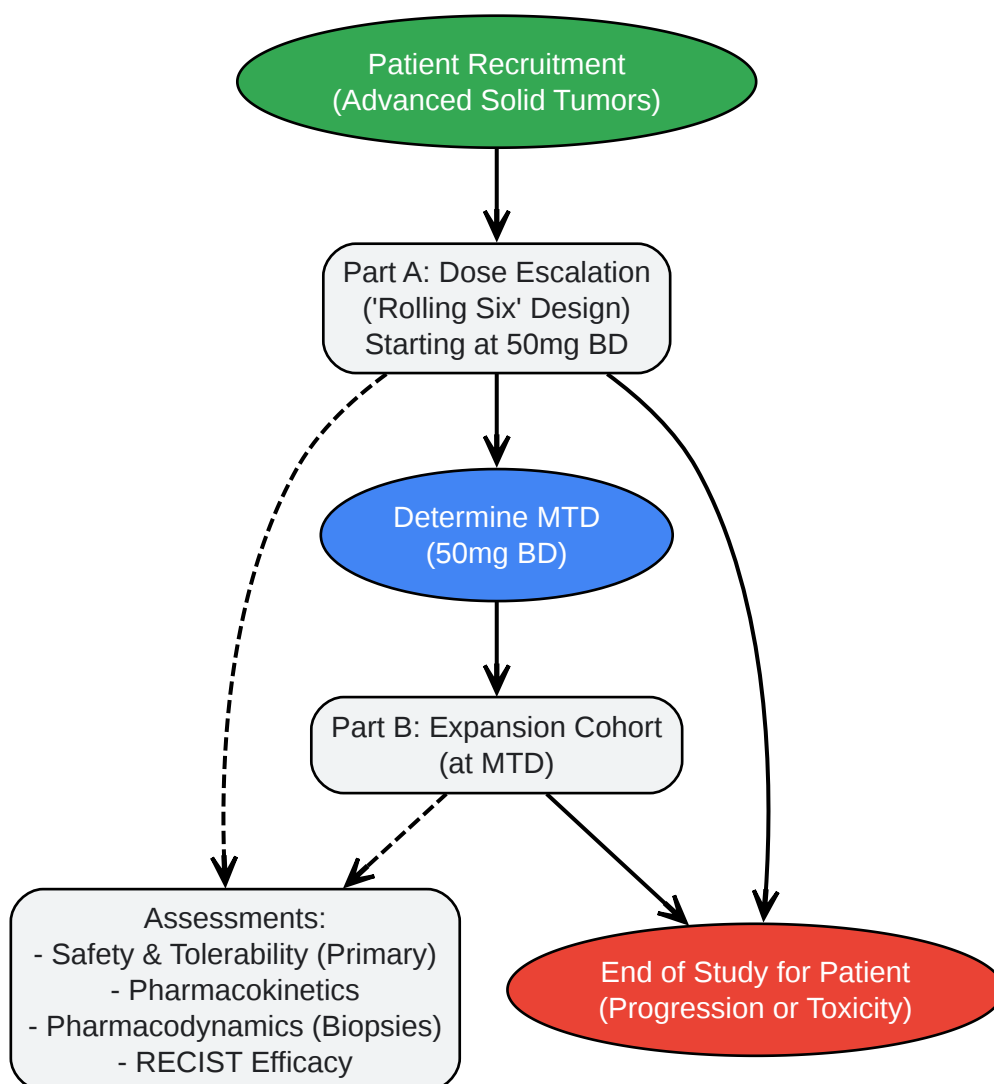 Patient Recruitment
(Advanced Solid Tumors)
Part A: Dose Escalation
('Rolling Six' Design)
Starting at 50mg BD
Determine MTD
(50mg BD)
Part B: Expansion Cohort
(at MTD)
Assessments:
- Safety & Tolerability (Primary)
- Pharmacokinetics
- Pharmacodynamics (Biopsies)
- RECIST Efficacy
End of Study for Patient
(Progression or Toxicity)